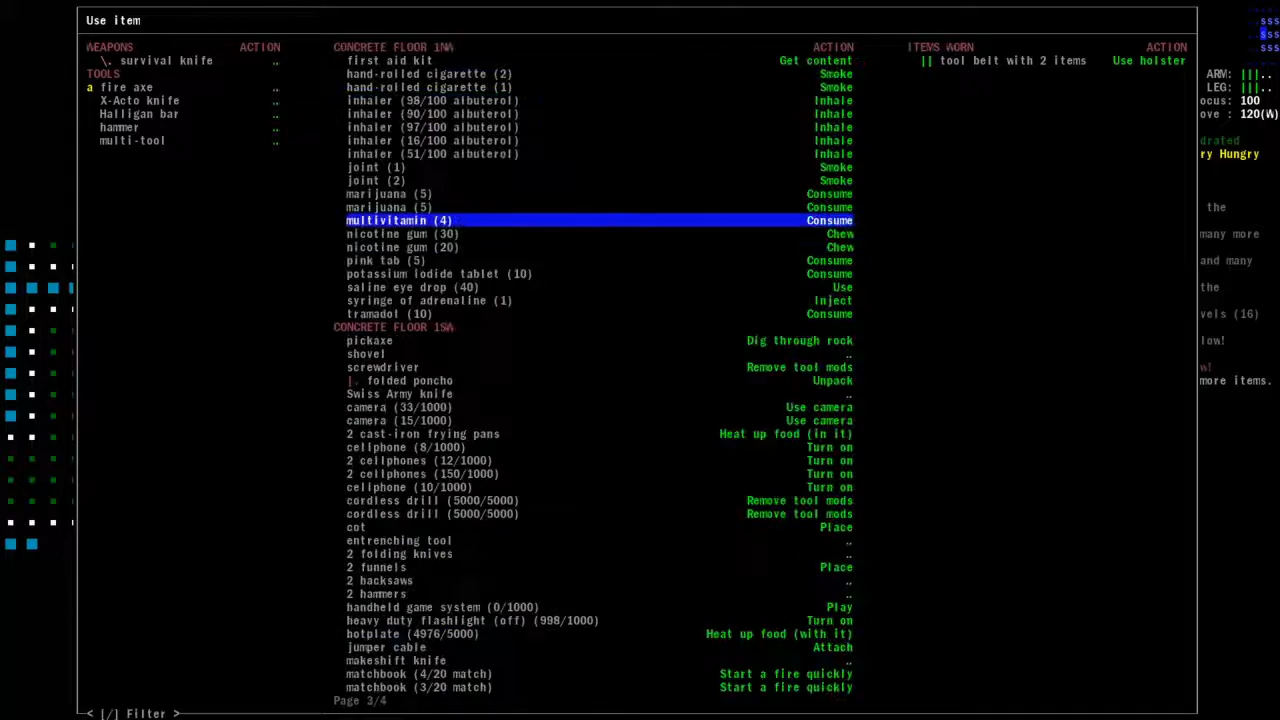 Use item
WEAPONS ACTION
\. survival knife ..
TOOLS
a fire axe ..
X-Acto knife ..
Halligan bar ..
hammer ..
multi-tool ..
CONCRETE FLOOR 1NW ACTION
first aid kit Get content
hand-rolled cigarette (2) Smoke
hand-rolled cigarette (1) Smoke
inhaler (98/100 albuterol) Inhale
inhaler (90/100 albuterol) Inhale
inhaler (97/100 albuterol) Inhale
inhaler (16/100 albuterol) Inhale
inhaler (51/100 albuterol) Inhale
joint (1) Smoke
joint (2) Smoke
marijuana (5) Consume
marijuana (5) Consume
multivitamin (4) Consume
nicotine gum (30) Chew
nicotine gum (20) Chew
pink tab (5) Consume
potassium iodide tablet (10) Consume
saline eye drop (40) Use
syringe of adrenaline (1) Inject
tramadol (10) Consume
CONCRETE FLOOR 1SW
pickaxe Dig through rock
shovel ..
screwdriver Remove tool mods
|. folded poncho Unpack
Swiss Army knife ..
camera (33/1000) Use camera
camera (15/1000) Use camera
2 cast-iron frying pans Heat up food (in it)
cellphone (8/1000) Turn on
2 cellphones (12/1000) Turn on
2 cellphones (150/1000) Turn on
cellphone (10/1000) Turn on
cordless drill (5000/5000) Remove tool mods
cordless drill (5000/5000) Remove tool mods
cot Place
entrenching tool ..
2 folding knives ..
2 funnels Place
2 hacksaws ..
2 hammers ..
handheld game system (0/1000) Play
heavy duty flashlight (off) (998/1000) Turn on
hotplate (4976/5000) Heat up food (with it)
jumper cable Attach
makeshift knife ..
matchbook (4/20 match) Start a fire quickly
matchbook (3/20 match) Start a fire quickly
Page 3/4
< [/] Filter >
ITEMS WORN ACTION
|| tool belt with 2 items Use holster
.sss
.sss
sss
ARM: |||..
LEG: |||..
ocus: 100
ove : 120(W)
drated
ry Hungry
the
many more
and many
the
vels (16)
low!
w!
more items.